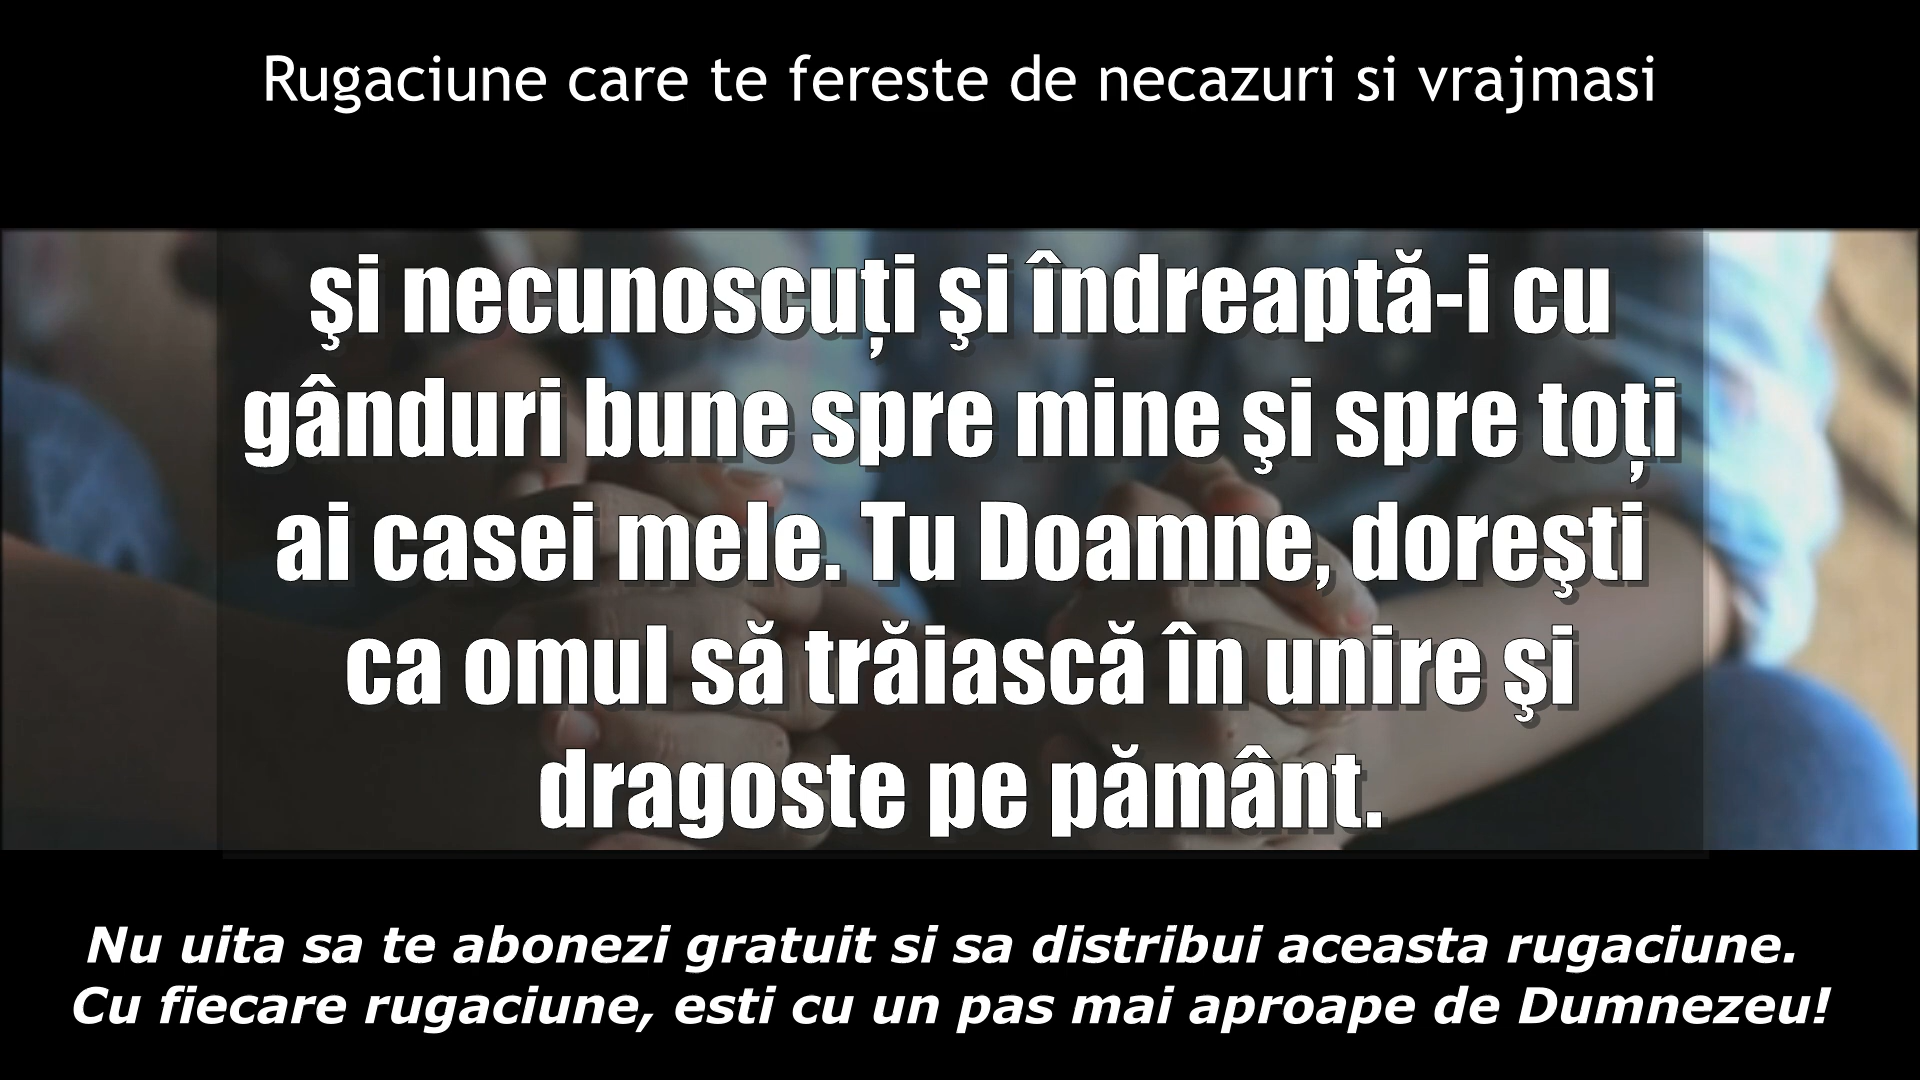 Rugaciune care te fereste de necazuri si vrajmasi
şi necunoscuţi şi îndreaptă-i cu
gânduri bune spre mine şi spre toţi
ai casei mele. Tu Doamne, doreşti
ca omul să trăiască în unire şi
dragoste pe pământ.
Nu uita sa te abonezi gratuit si sa distribui aceasta rugaciune.
Cu fiecare rugaciune, esti cu un pas mai aproape de Dumnezeu!